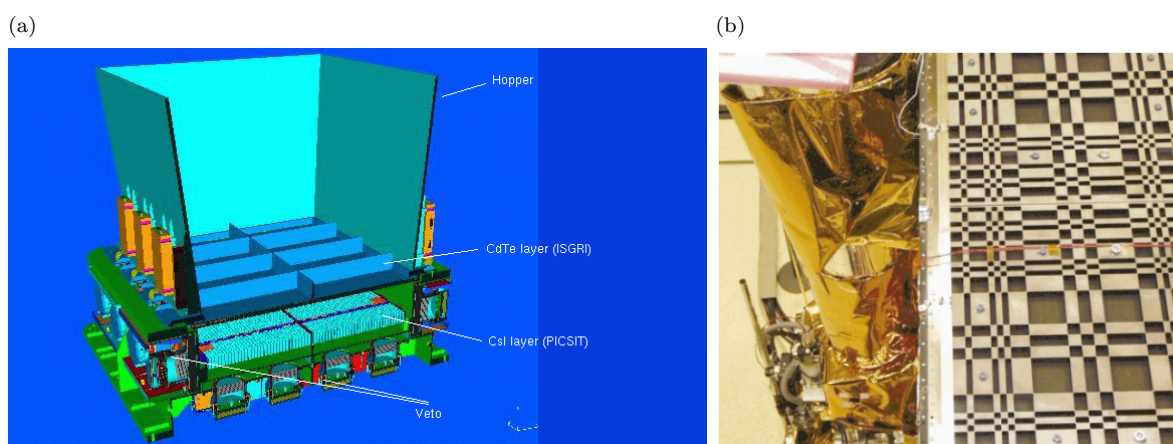 (a)
(b)
Hopper
CdTe layer (ISGRI)
CsI layer (PICSIT)
Veto